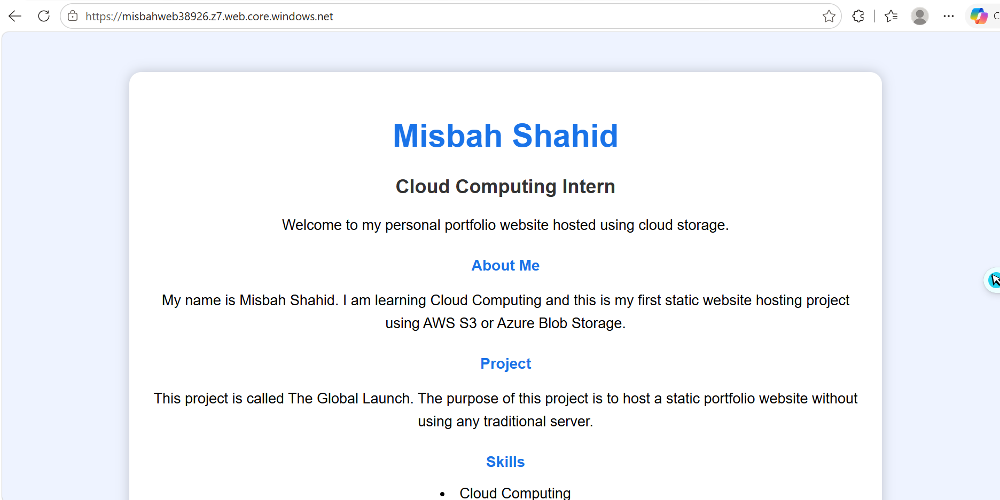 https://misbahweb38926.z7.web.core.windows.net
Misbah Shahid
Cloud Computing Intern
Welcome to my personal portfolio website hosted using cloud storage.
About Me
My name is Misbah Shahid. I am learning Cloud Computing and this is my first static website hosting project
using AWS S3 or Azure Blob Storage.
Project
This project is called The Global Launch. The purpose of this project is to host a static portfolio website without
using any traditional server.
Skills
• Cloud Computing